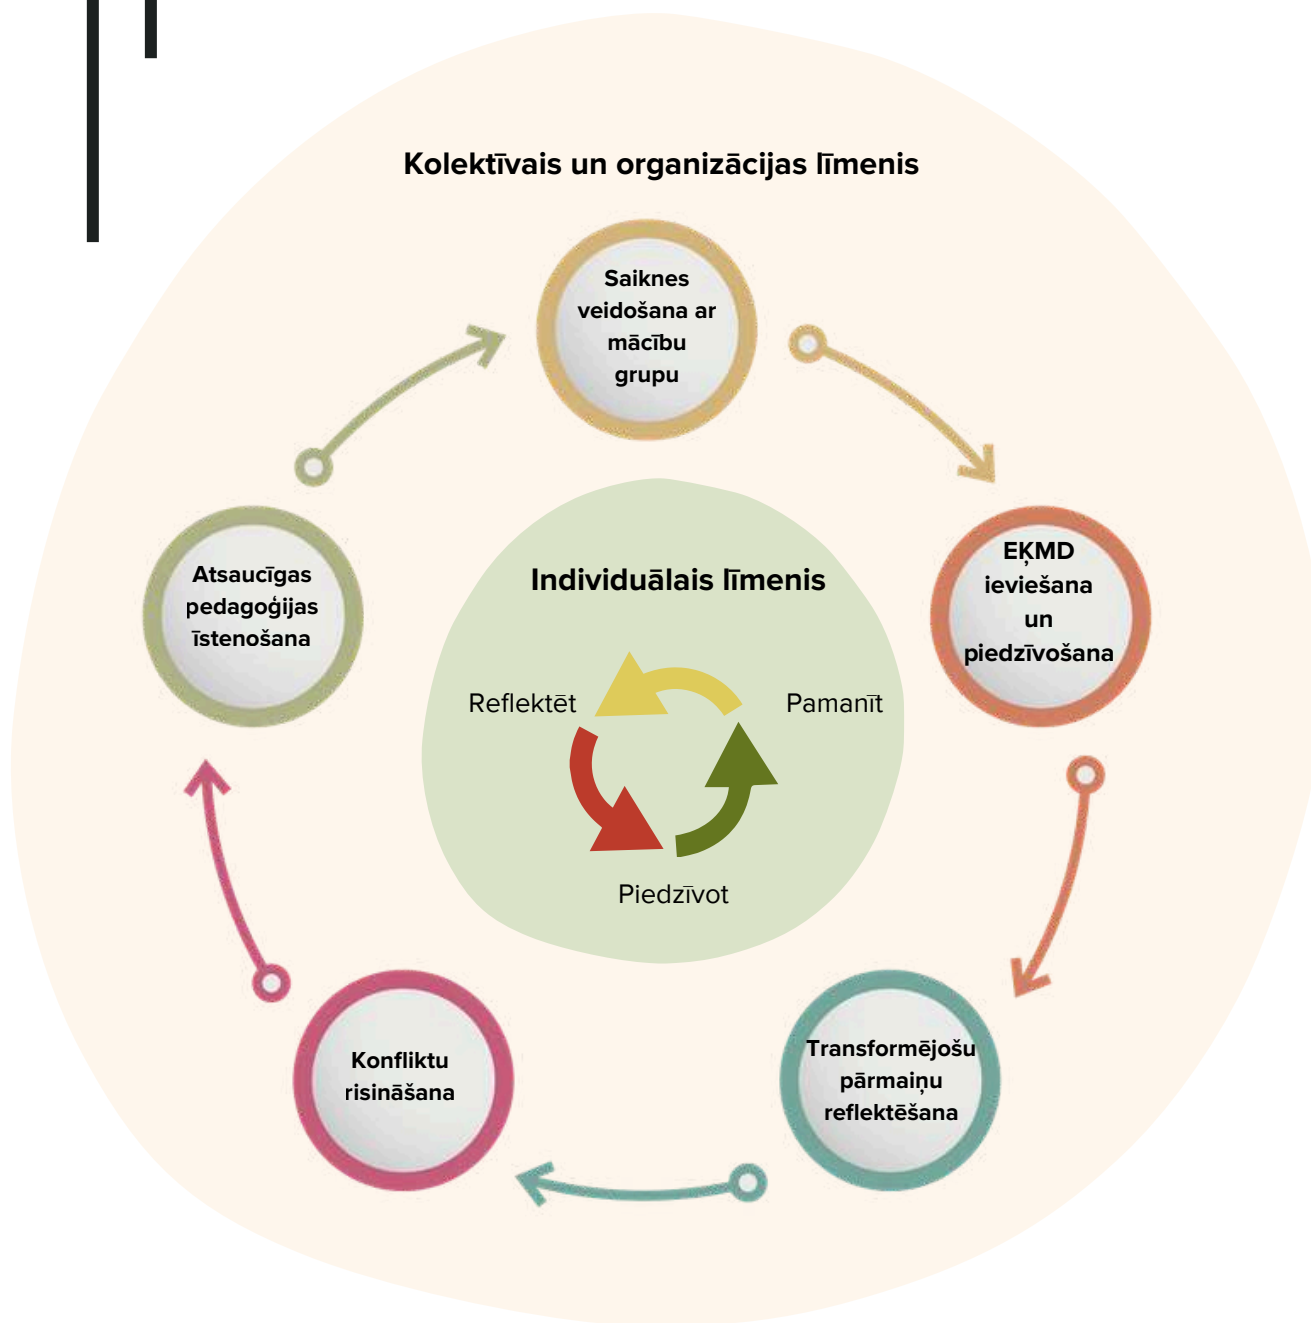 Kolektīvais un organizācijas līmenis
Saiknes
veidošana ar
mācību
grupu
EĶMD
ieviešana
un
piedzīvošana
Transformējošu
pārmaiņu
reflektēšana
Konfliktu
risināšana
Atsaucīgas
pedagoģijas
īstenošana
Individuālais līmenis
Reflektēt
Pamanīt
Piedzīvot